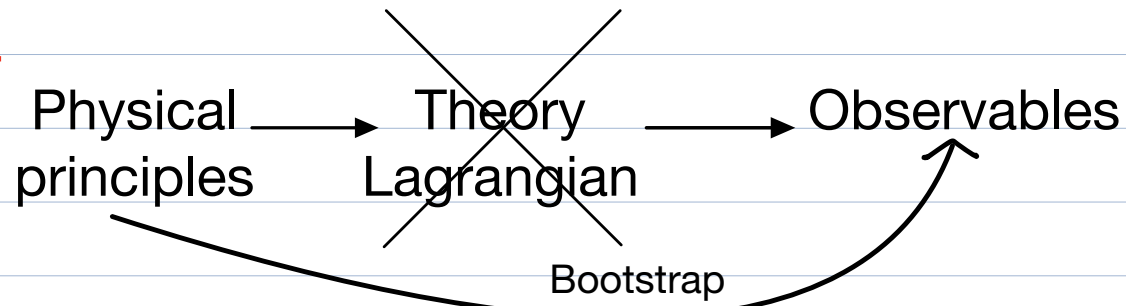 Physical Theory Observables
principles Lagrangian
Bootstrap